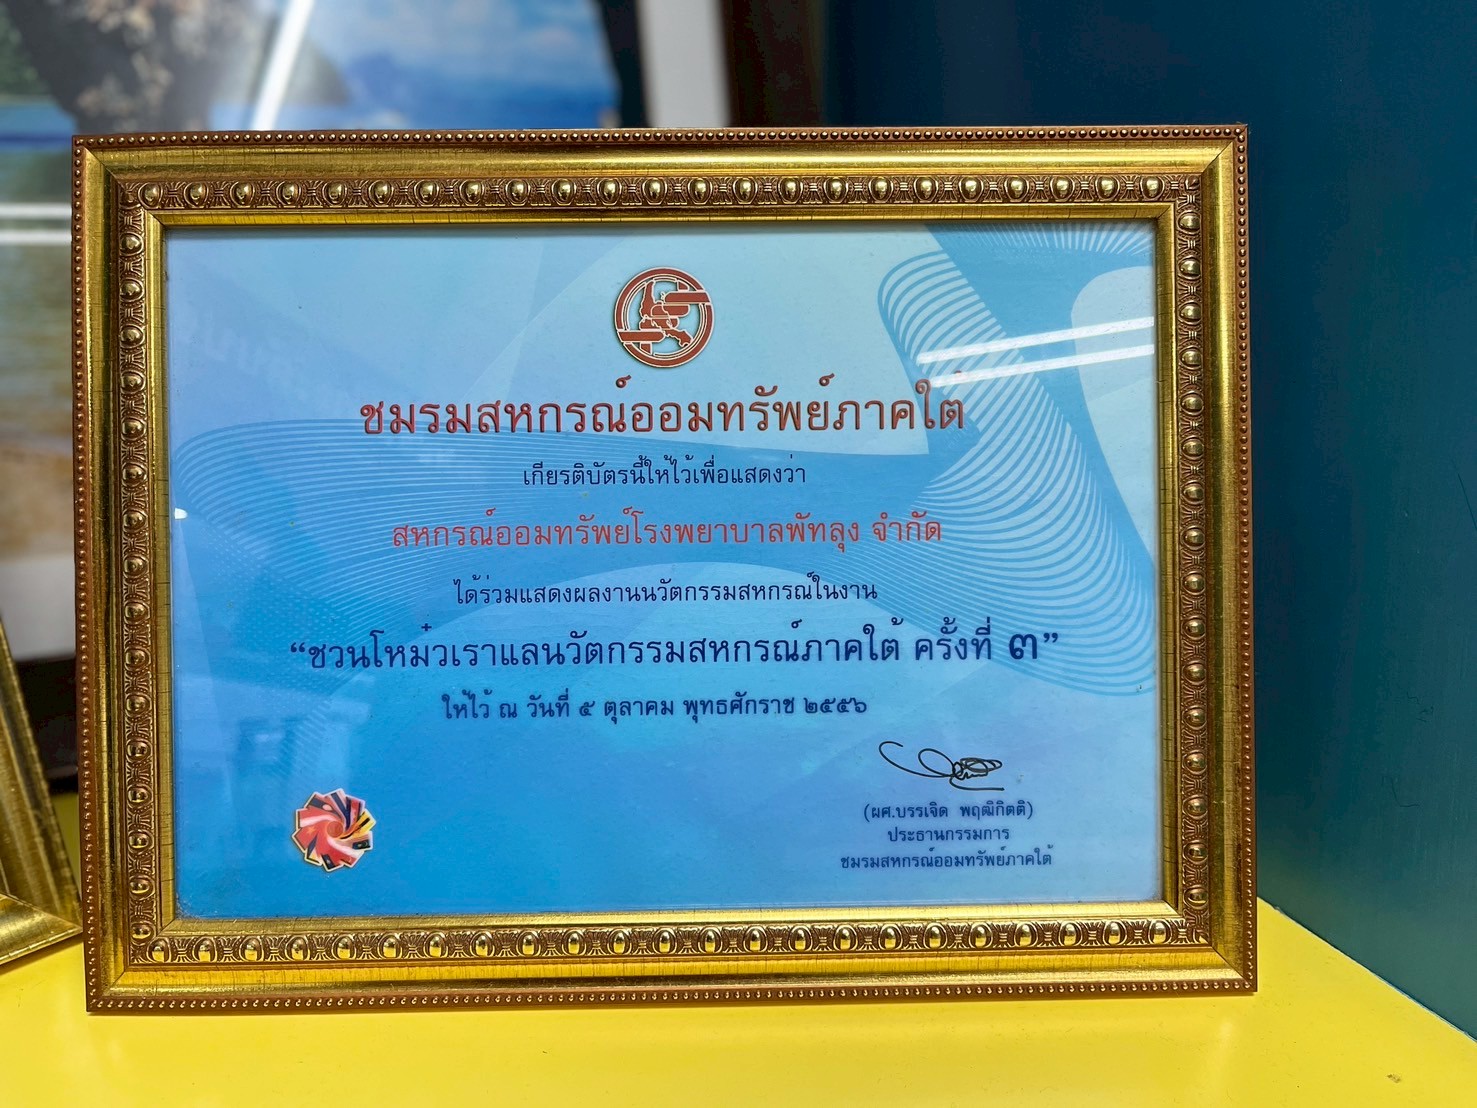 ชมรมสหกรณ์ออมทรัพย์ภาคใต้
เกียรติบัตรนี้ให้ไว้เพื่อแสดงว่า
สหกรณ์ออมทรัพย์โรงพยาบาลพัทลุง จำกัด
ได้ร่วมแสดงผลงานนวัตกรรมสหกรณ์ในงาน
“ชวนโหม๋วเราแลนวัตกรรมสหกรณ์ภาคใต้ ครั้งที่ ๓”
ให้ไว้ ณ วันที่ ๕ ตุลาคม พุทธศักราช ๒๕๕๖
(ผศ.บรรเจิด พฤฒิกิตติ)
ประธานกรรมการ
ชมรมสหกรณ์ออมทรัพย์ภาคใต้